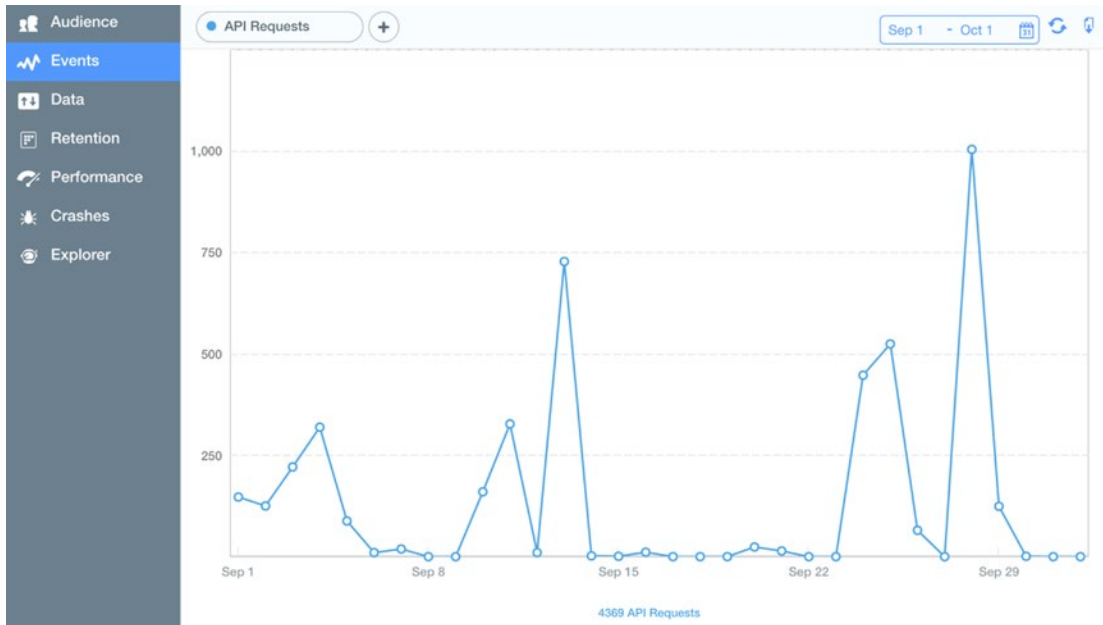 Audience
Events
Data
Retention
Performance
Crashes
Explorer
API Requests +
Sep 1 - Oct 1 31
1,000
750
500
250
Sep 1 Sep 8 Sep 15 Sep 22 Sep 29
4369 API Requests